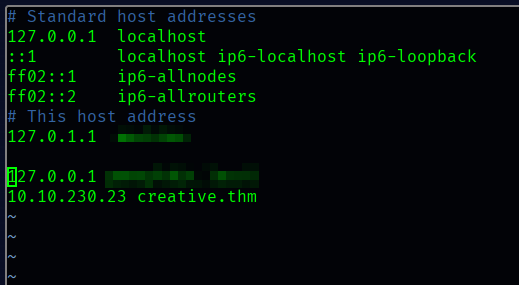 # Standard host addresses
127.0.0.1  localhost
::1        localhost ip6-localhost ip6-loopback
ff02::1    ip6-allnodes
ff02::2    ip6-allrouters
# This host address
127.0.1.1
127.0.0.1
10.10.230.23 creative.thm
~
~
~
~